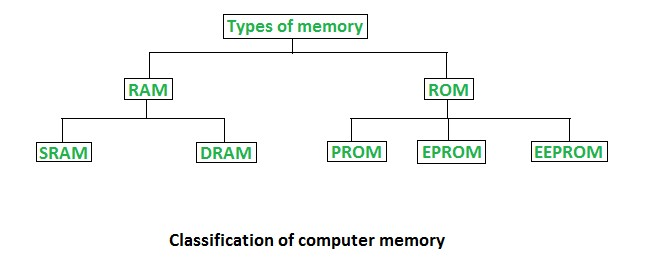 Types of memory
RAM
ROM
SRAM
DRAM
PROM
EPROM
EEPROM
Classification of computer memory